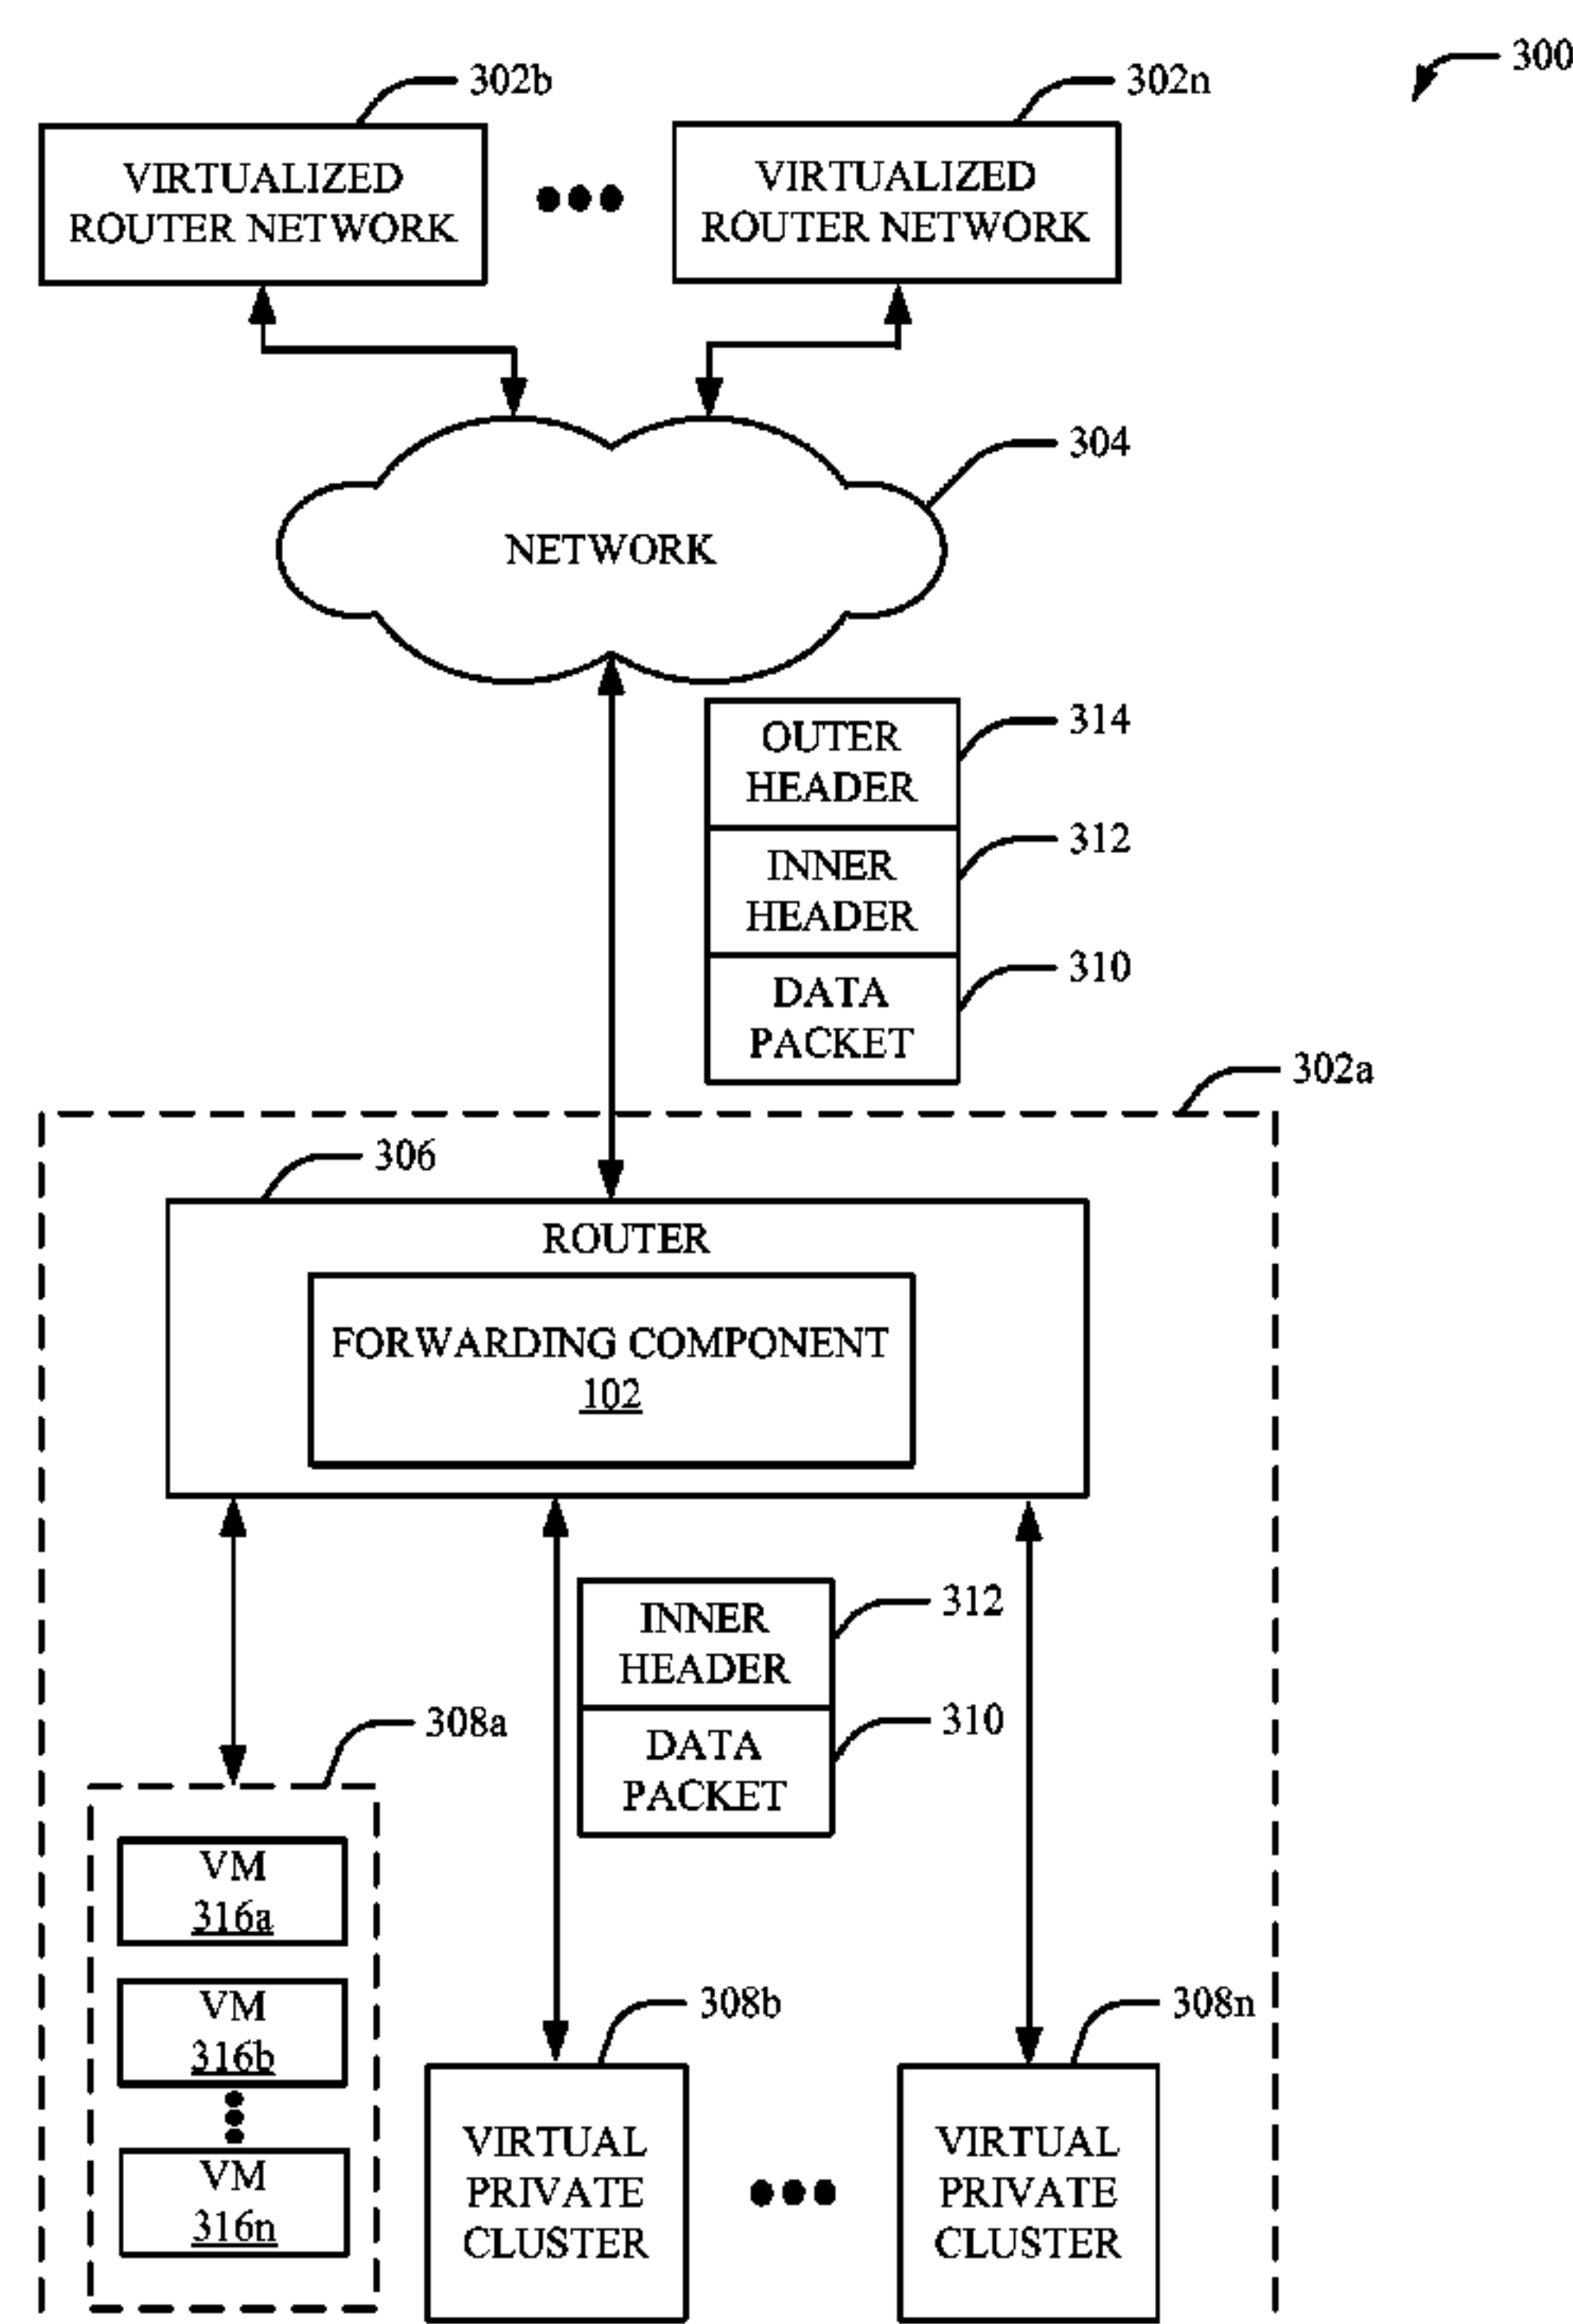 300
302b
302n
VIRTUALIZED
ROUTER NETWORK
VIRTUALIZED
ROUTER NETWORK
304
NETWORK
314
OUTER
HEADER
312
INNER
HEADER
310
DATA
PACKET
302a
306
ROUTER
FORWARDING COMPONENT
102
312
INNER
HEADER
310
DATA
PACKET
308a
VM
316a
VM
316b
VM
316n
308b
308n
VIRTUAL
PRIVATE
CLUSTER
VIRTUAL
PRIVATE
CLUSTER